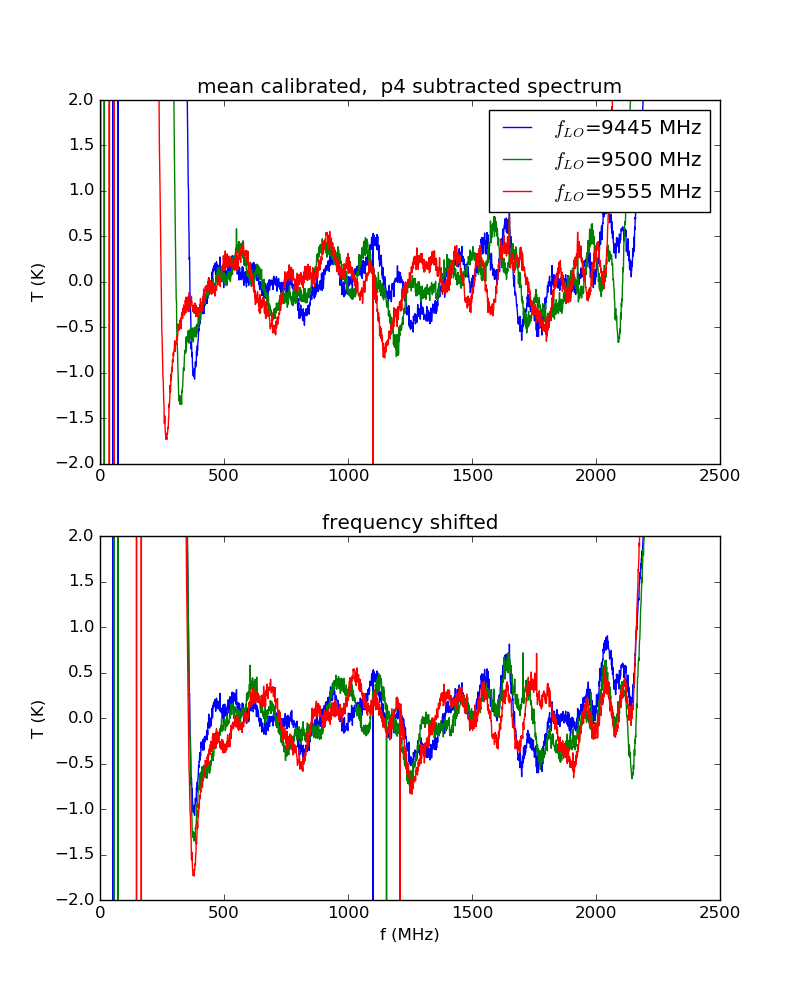 mean calibrated,  p4 subtracted spectrum
2.0
1.5
1.0
0.5
0.0
−0.5
−1.0
−1.5
−2.0
T (K)
f_LO=9445 MHz
f_LO=9500 MHz
f_LO=9555 MHz
0 500 1000 1500 2000 2500
frequency shifted
2.0
1.5
1.0
0.5
0.0
−0.5
−1.0
−1.5
−2.0
T (K)
0 500 1000 1500 2000 2500
f (MHz)